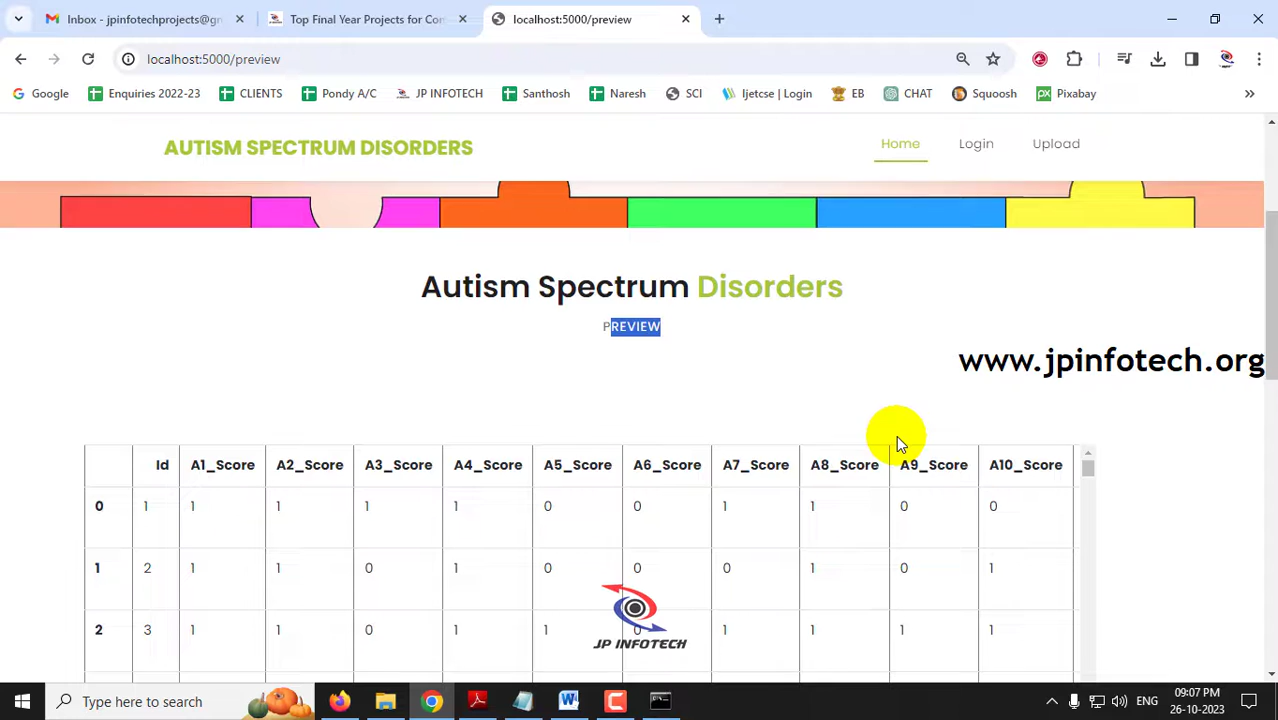 Inbox - jpinfotechprojects@gr
Top Final Year Projects for Con
localhost:5000/preview
localhost:5000/preview
Google
Enquiries 2022-23
CLIENTS
Pondy A/C
JP INFOTECH
Santhosh
Naresh
SCI
Ijetcse | Login
EB
CHAT
Squoosh
Pixabay
AUTISM SPECTRUM DISORDERS
Home
Login
Upload
Autism Spectrum Disorders
PREVIEW
www.jpinfotech.org
Id A1_Score A2_Score A3_Score A4_Score A5_Score A6_Score A7_Score A8_Score A9_Score A10_Score
0 1 1 1 1 1 0 0 1 1 0 0
1 2 1 1 0 1 0 0 0 1 0 1
2 3 1 1 0 1 1 0 1 1 1 1
JP INFOTECH
Type here to search
ENG
09:07 PM
26-10-2023